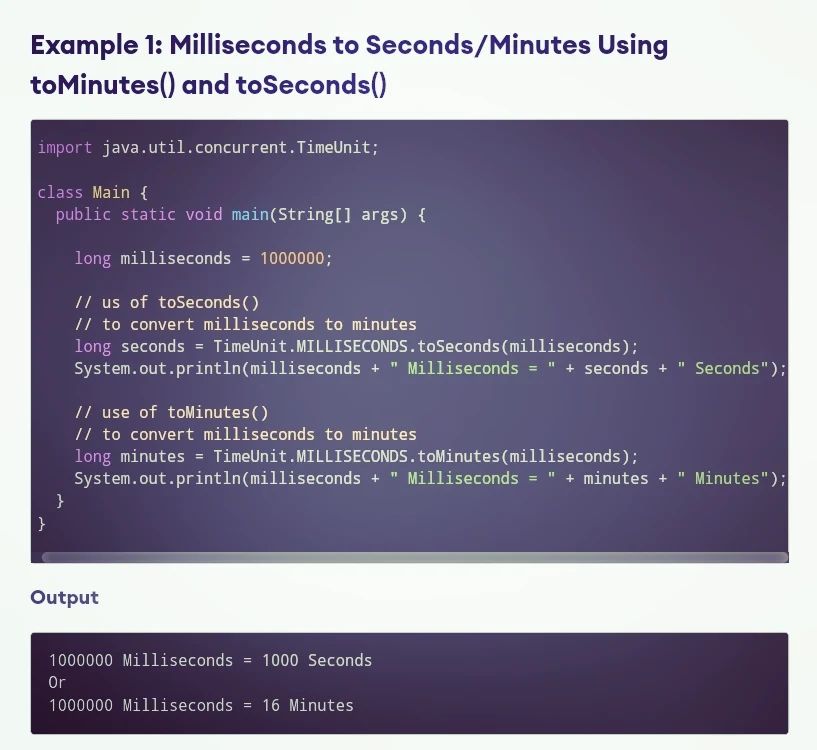 Example 1: Milliseconds to Seconds/Minutes Using
toMinutes() and toSeconds()
import java.util.concurrent.TimeUnit;
class Main {
  public static void main(String[] args) {
    long milliseconds = 1000000;
    // us of toSeconds()
    // to convert milliseconds to minutes
    long seconds = TimeUnit.MILLISECONDS.toSeconds(milliseconds);
    System.out.println(milliseconds + " Milliseconds = " + seconds + " Seconds");
    // use of toMinutes()
    // to convert milliseconds to minutes
    long minutes = TimeUnit.MILLISECONDS.toMinutes(milliseconds);
    System.out.println(milliseconds + " Milliseconds = " + minutes + " Minutes");
  }
}
Output
1000000 Milliseconds = 1000 Seconds
Or
1000000 Milliseconds = 16 Minutes